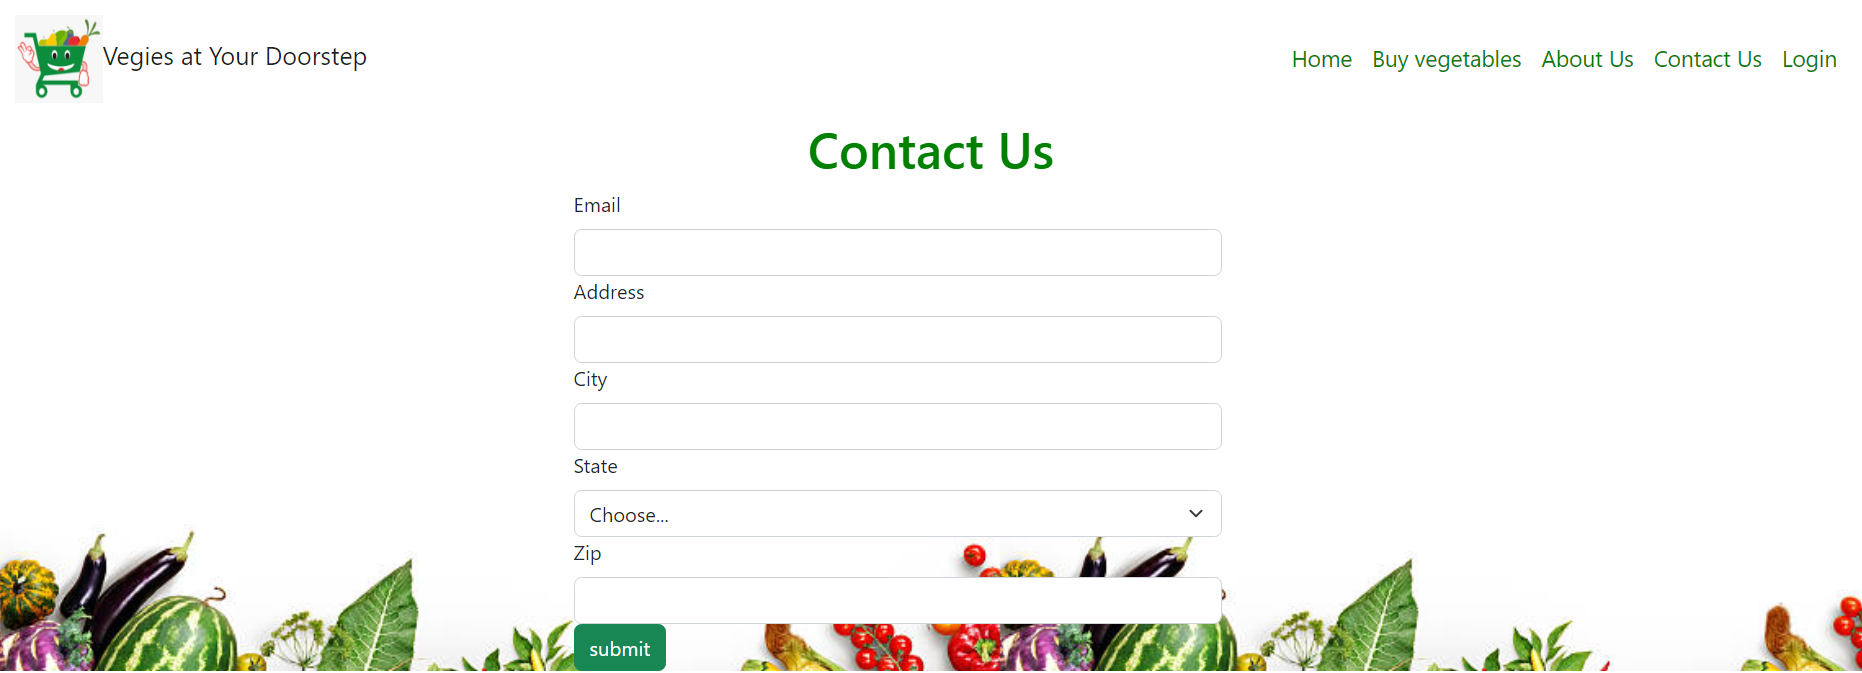 Vegies at Your Doorstep
Home Buy vegetables About Us Contact Us Login
Contact Us
Email
Address
City
State
Choose...
Zip
submit